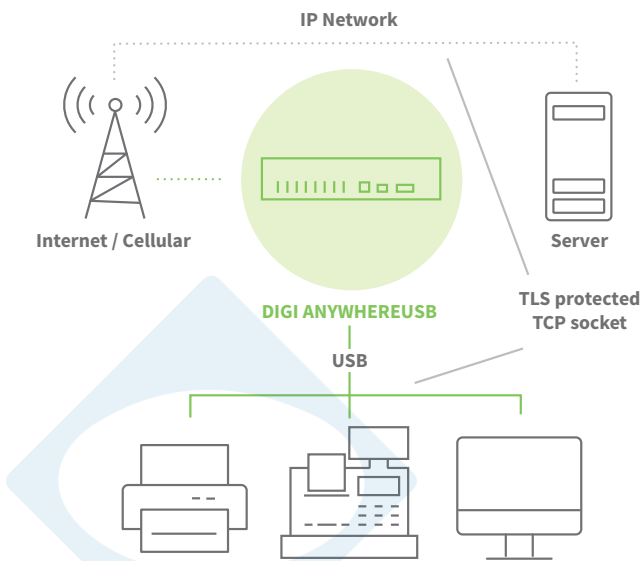 IP Network
Internet / Cellular
Server
DIGI ANYWHEREUSB
TLS protected
TCP socket
USB